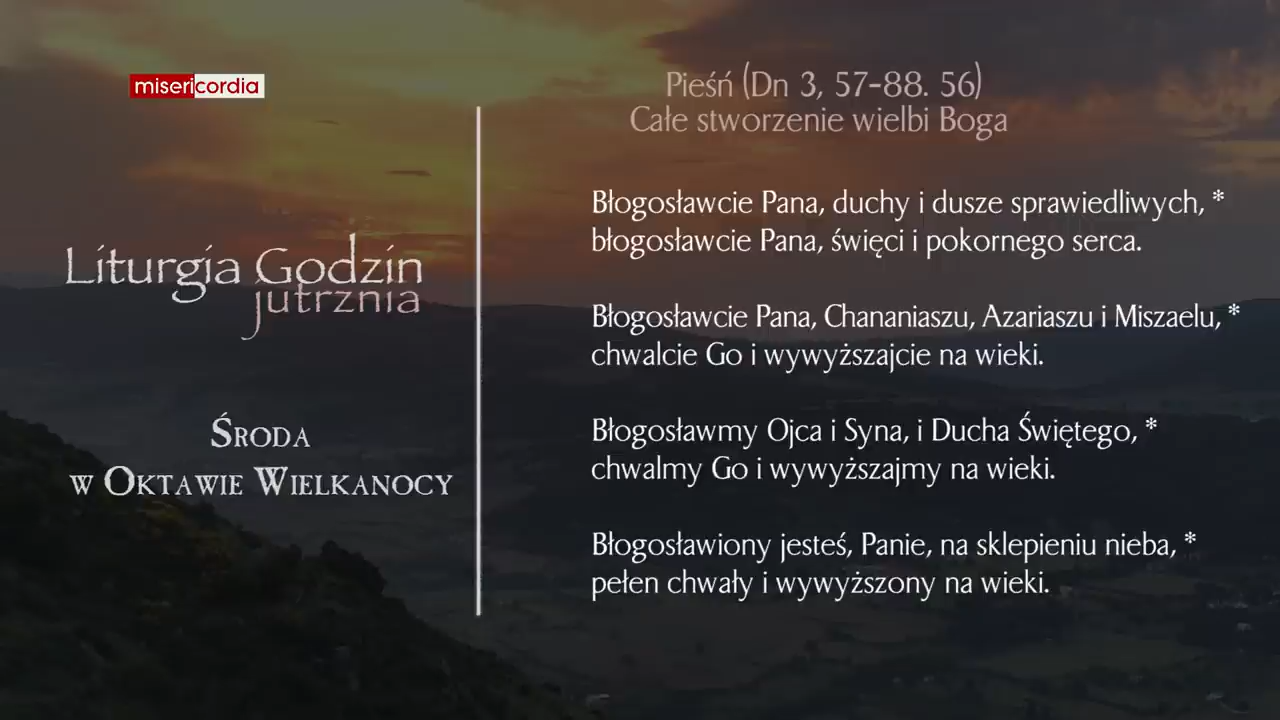 misericordia
Liturgia Godzin
jutrznia
Środa
w Oktawie Wielkanocy
Pieśń (Dn 3, 57-88. 56)
Całe stworzenie wielbi Boga
Błogosławcie Pana, duchy i dusze sprawiedliwych, *
błogosławcie Pana, święci i pokornego serca.
Błogosławcie Pana, Chananiaszu, Azariaszu i Miszaelu, *
chwalcie Go i wywyższajcie na wieki.
Błogosławmy Ojca i Syna, i Ducha Świętego, *
chwalmy Go i wywyższajmy na wieki.
Błogosławiony jesteś, Panie, na sklepieniu nieba, *
pełen chwały i wywyższony na wieki.